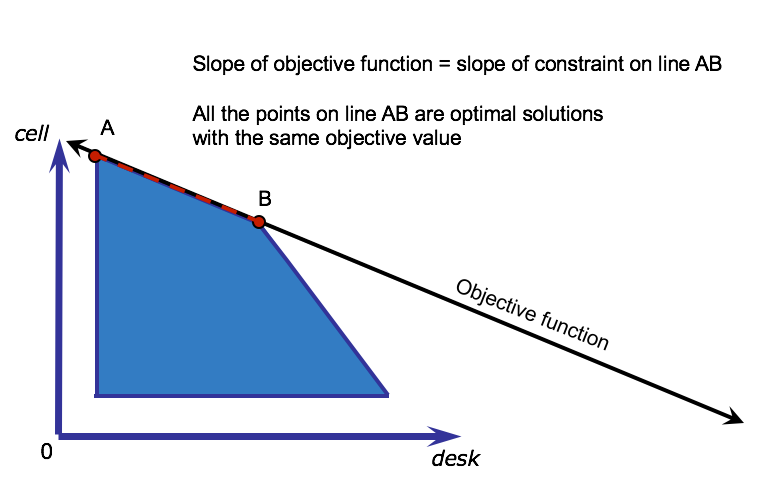 Slope of objective function = slope of constraint on line AB
All the points on line AB are optimal solutions
with the same objective value
cell
A
B
Objective function
0
desk